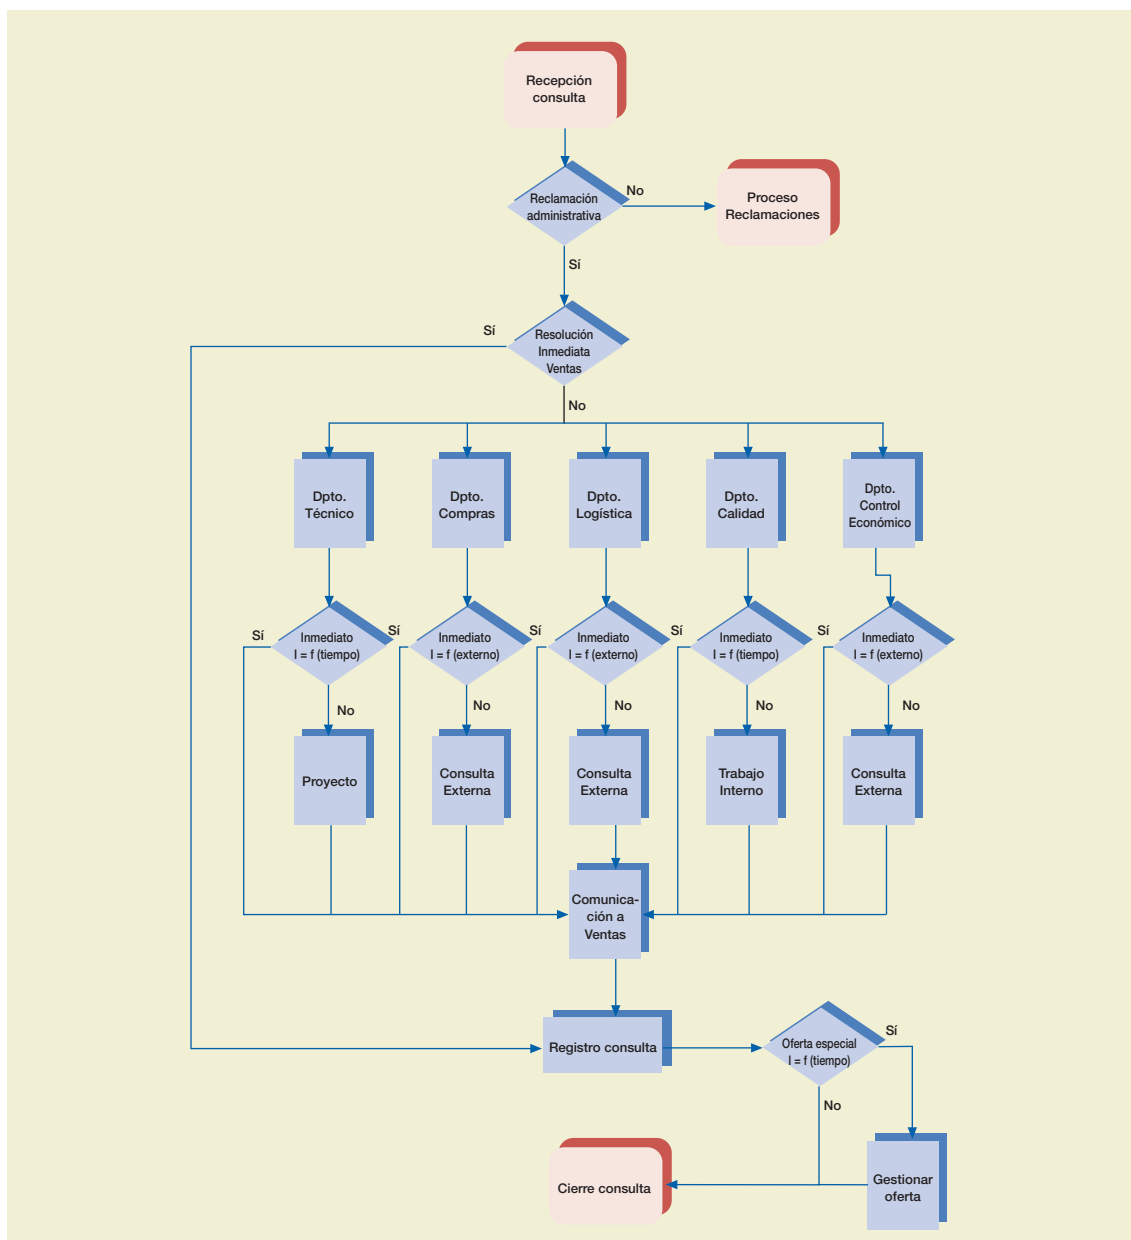 Recepción
consulta
Reclamación
administrativa
No
Proceso
Reclamaciones
Sí
Sí
Resolución
Inmediata
Ventas
No
Dpto.
Técnico
Dpto.
Compras
Dpto.
Logística
Dpto.
Calidad
Dpto.
Control
Económico
Sí
Inmediato
I = f (tiempo)
Sí
Inmediato
I = f (externo)
Sí
Inmediato
I = f (externo)
Sí
Inmediato
I = f (tiempo)
Sí
Inmediato
I = f (externo)
No
No
No
No
No
Proyecto
Consulta
Externa
Consulta
Externa
Trabajo
Interno
Consulta
Externa
Comunica-
ción a
Ventas
Registro consulta
Oferta especial
I = f (tiempo)
Sí
No
Cierre consulta
Gestionar
oferta